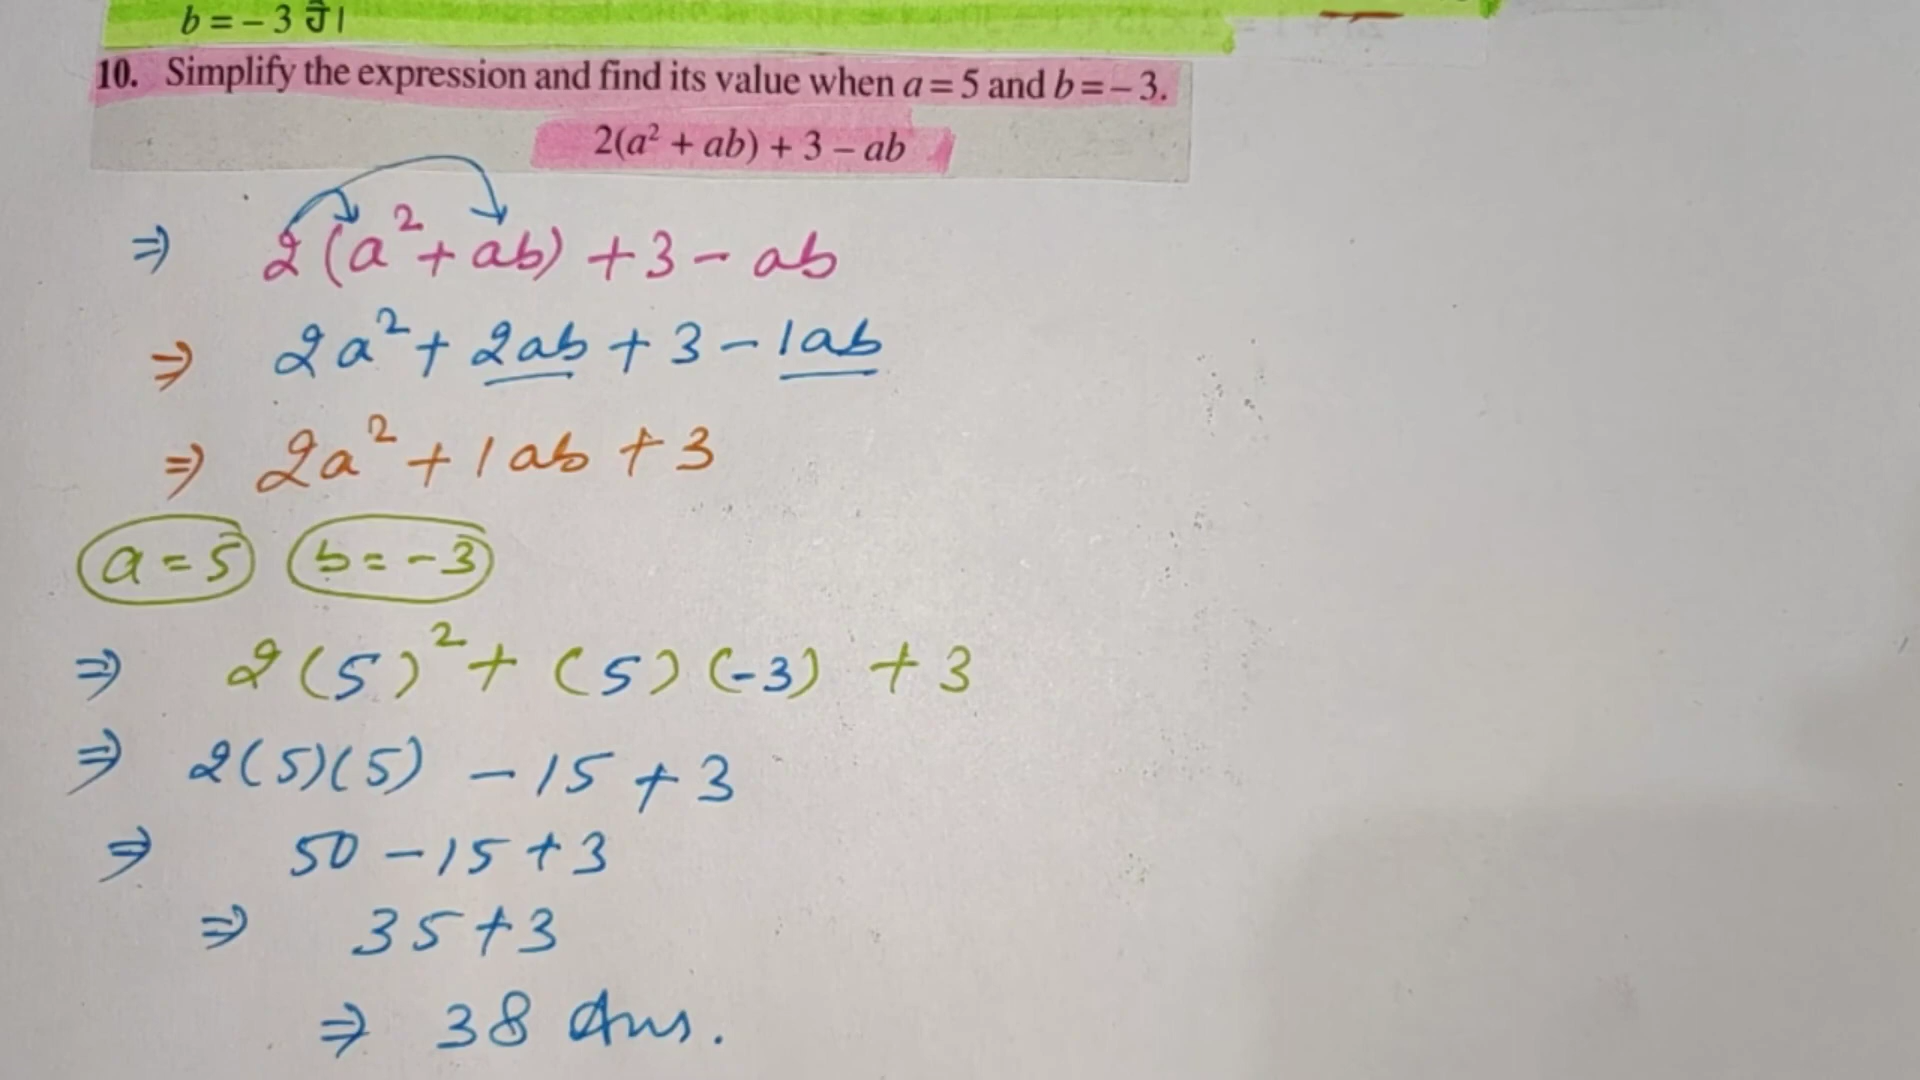 b = – 3 है।
10. Simplify the expression and find its value when a = 5 and b = – 3.
2(a² + ab) + 3 – ab
⇒ 2(a² + ab) + 3 - ab
⇒ 2a² + 2ab + 3 - 1ab
⇒ 2a² + 1ab + 3
a = 5 b = -3
⇒ 2(5)² + (5)(-3) + 3
⇒ 2(5)(5) - 15 + 3
⇒ 50 - 15 + 3
⇒ 35 + 3
⇒ 38 Ans.